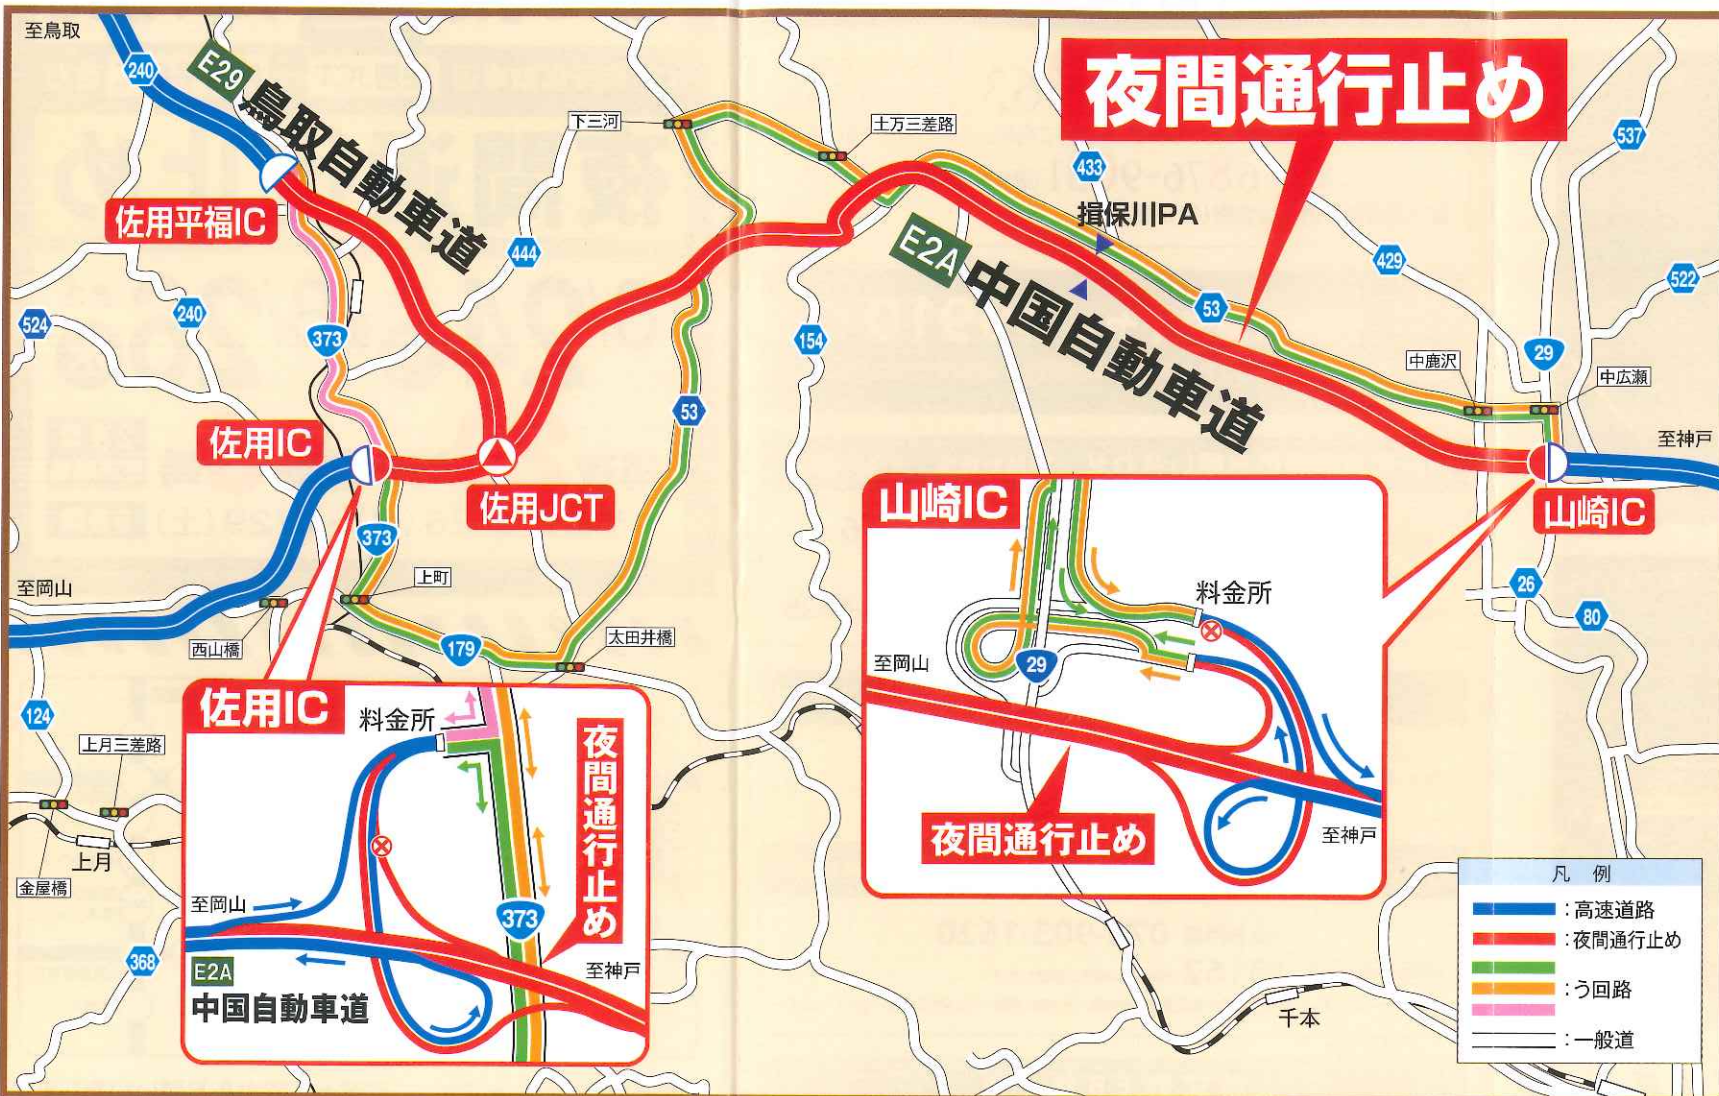 至鳥取
240
E29
鳥取自動車道
佐用平福IC
下三河
土万三差路
夜間通行止め
433
537
揖保川PA
444
E2A
中国自動車道
429
522
53
524
240
373
154
29
中鹿沢
中広瀬
53
佐用IC
佐用JCT
至神戸
山崎IC
373
至岡山
上町
西山橋
179
太田井橋
26
80
124
上月三差路
上月
金屋橋
368
千本
佐用IC
料金所
夜間通行止め
至岡山
373
E2A
中国自動車道
至神戸
山崎IC
料金所
至岡山
29
夜間通行止め
至神戸
凡例
:高速道路
:夜間通行止め
:う回路
:一般道